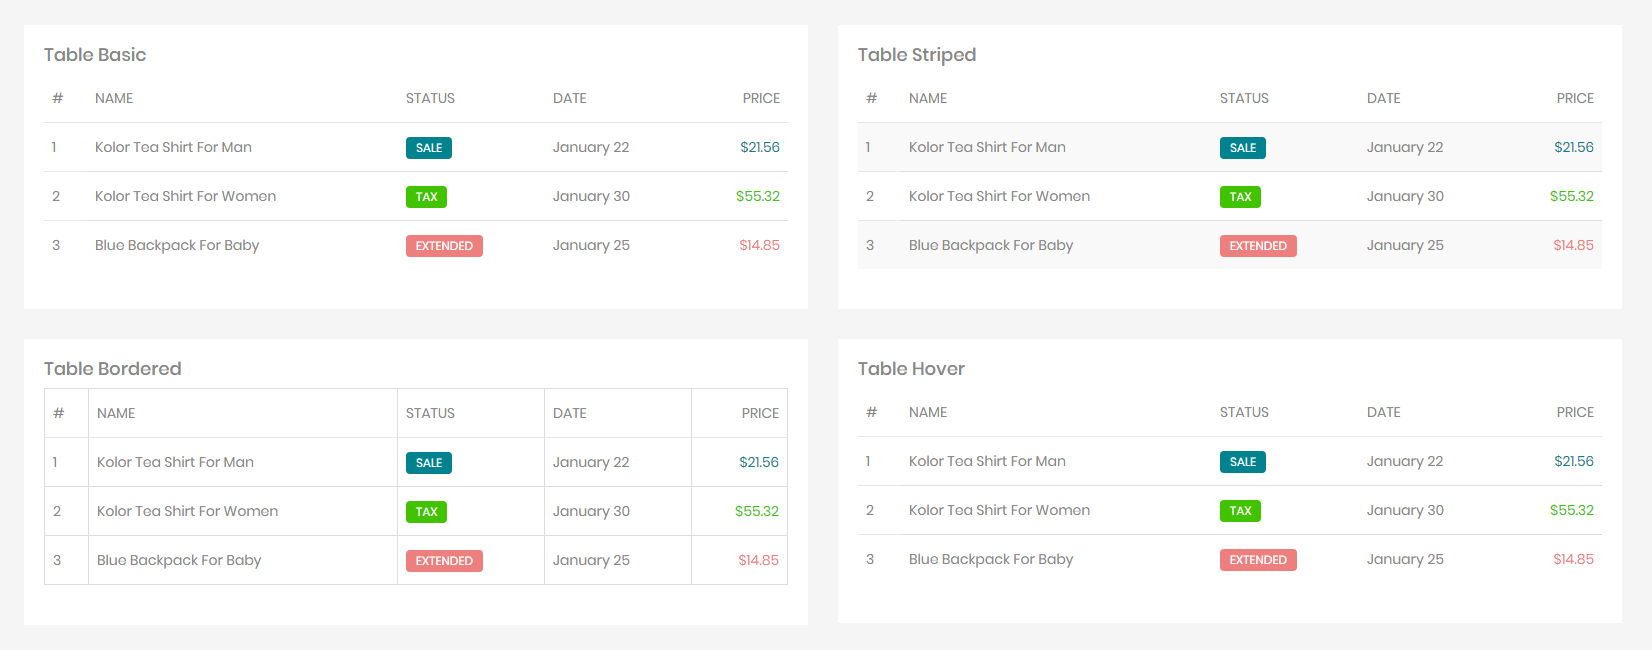 Table Basic
# NAME STATUS DATE PRICE
1 Kolor Tea Shirt For Man SALE January 22 $21.56
2 Kolor Tea Shirt For Women TAX January 30 $55.32
3 Blue Backpack For Baby EXTENDED January 25 $14.85
Table Striped
# NAME STATUS DATE PRICE
1 Kolor Tea Shirt For Man SALE January 22 $21.56
2 Kolor Tea Shirt For Women TAX January 30 $55.32
3 Blue Backpack For Baby EXTENDED January 25 $14.85
Table Bordered
# NAME STATUS DATE PRICE
1 Kolor Tea Shirt For Man SALE January 22 $21.56
2 Kolor Tea Shirt For Women TAX January 30 $55.32
3 Blue Backpack For Baby EXTENDED January 25 $14.85
Table Hover
# NAME STATUS DATE PRICE
1 Kolor Tea Shirt For Man SALE January 22 $21.56
2 Kolor Tea Shirt For Women TAX January 30 $55.32
3 Blue Backpack For Baby EXTENDED January 25 $14.85